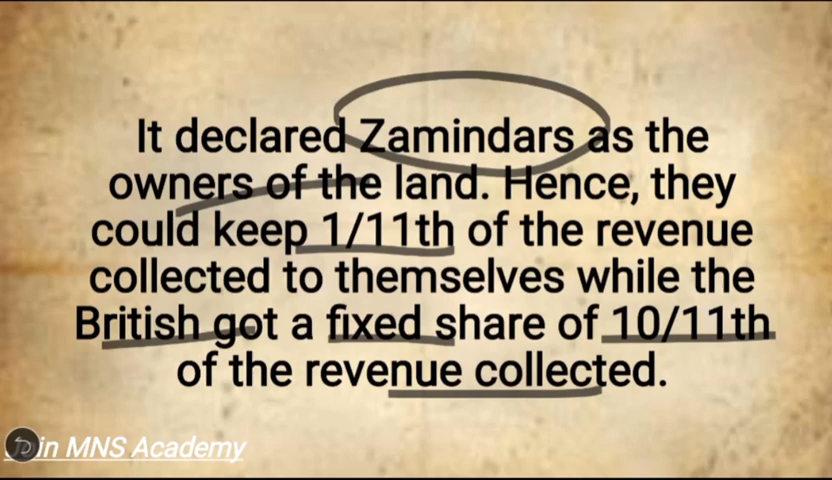 It declared Zamindars as the
owners of the land. Hence, they
could keep 1/11th of the revenue
collected to themselves while the
British got a fixed share of 10/11th
of the revenue collected.
in MNS Academy